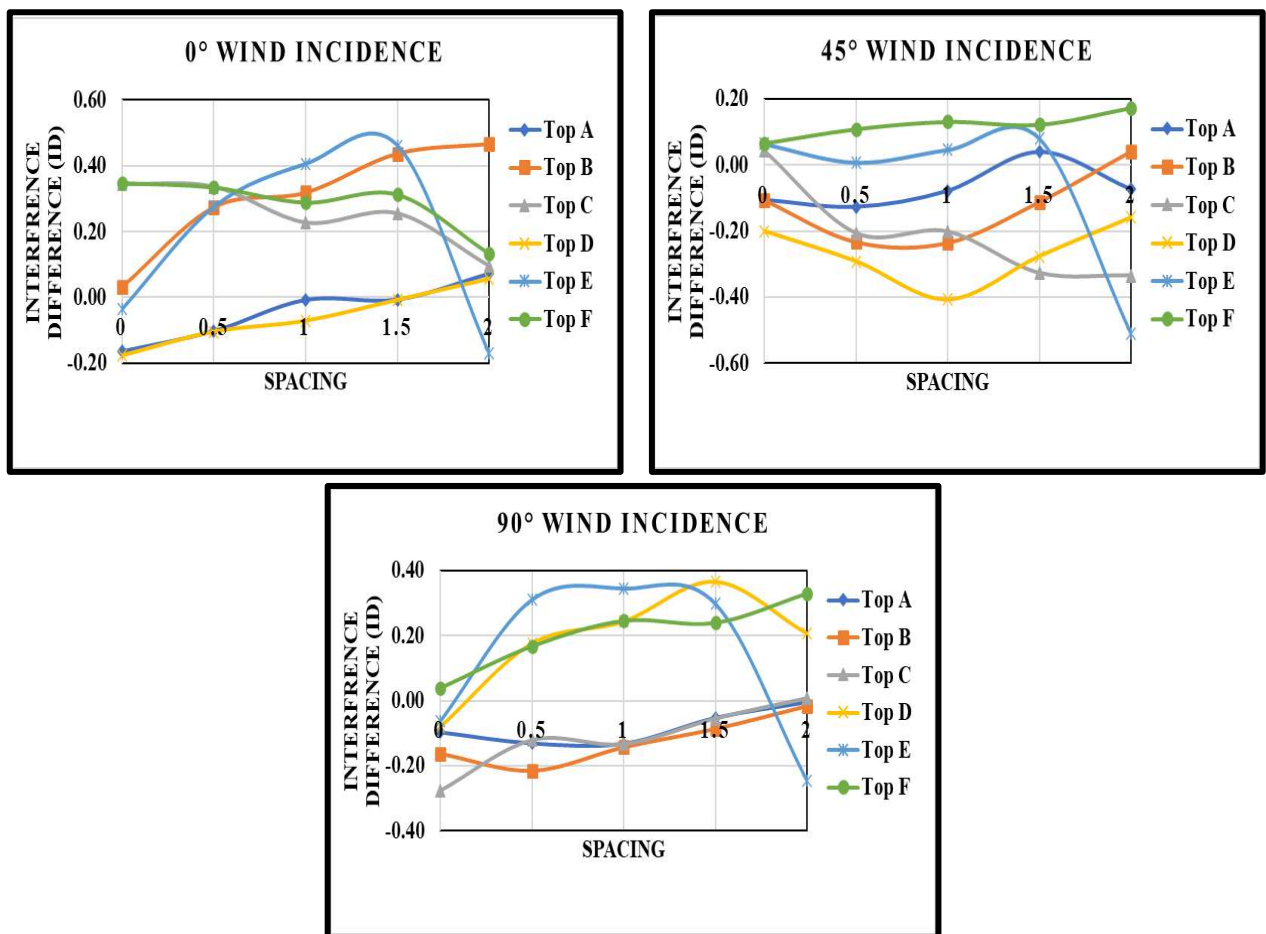 0° WIND INCIDENCE
INTERFRENCE
DIFFERENCE (ID)
0.60
0.40
0.20
0.00
-0.20
0
0.5
1
1.5
2
SPACING
Top A
Top B
Top C
Top D
Top E
Top F
45° WIND INCIDENCE
INTERFRENCE
DIFFERENCE (ID)
0.20
0.00
-0.20
-0.40
-0.60
0
0.5
1
1.5
2
SPACING
Top A
Top B
Top C
Top D
Top E
Top F
90° WIND INCIDENCE
INTERFRENCE
DIFFERENCE (ID)
0.40
0.20
0.00
-0.20
-0.40
0
0.5
1
1.5
2
SPACING
Top A
Top B
Top C
Top D
Top E
Top F